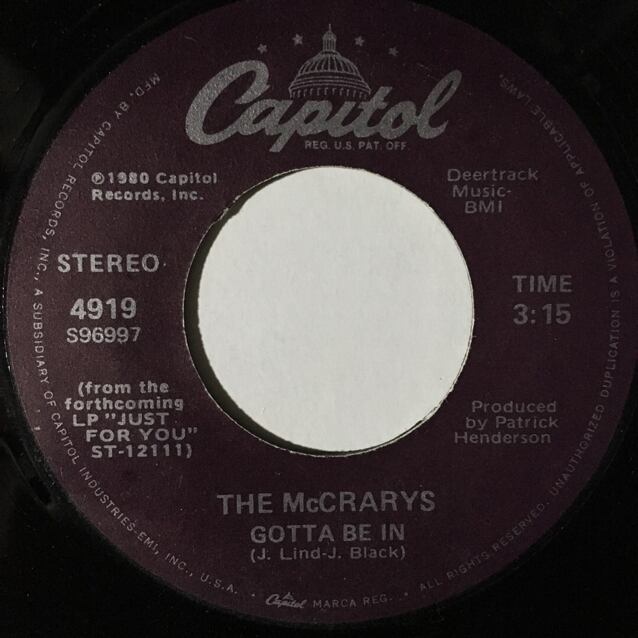 Capitol
REG. U.S. PAT. OFF.
℗1980 Capitol
Records, Inc.
Deertrack
Music-
BMI
STEREO
4919
S96997
TIME
3:15
(from the
forthcoming
LP "JUST
FOR YOU"
ST-12111)
Produced
by Patrick
Henderson
THE McCRARYS
GOTTA BE IN
(J. Lind-J. Black)
MFD. BY CAPITOL RECORDS, INC., A SUBSIDIARY OF CAPITOL INDUSTRIES-EMI, INC., U.S.A. • Capitol MARCA REG. • ALL RIGHTS RESERVED. UNAUTHORIZED DUPLICATION IS A VIOLATION OF APPLICABLE LAWS.